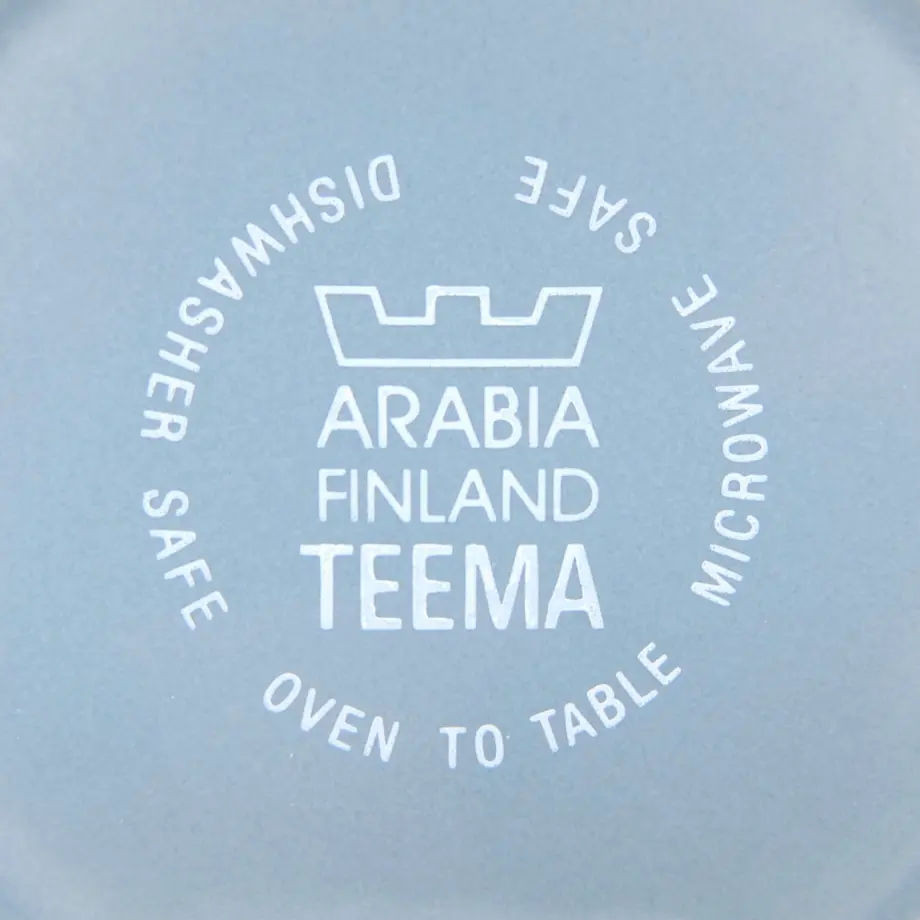 ARABIA
FINLAND
TEEMA
DISHWASHER SAFE
OVEN TO TABLE
MICROWAVE SAFE